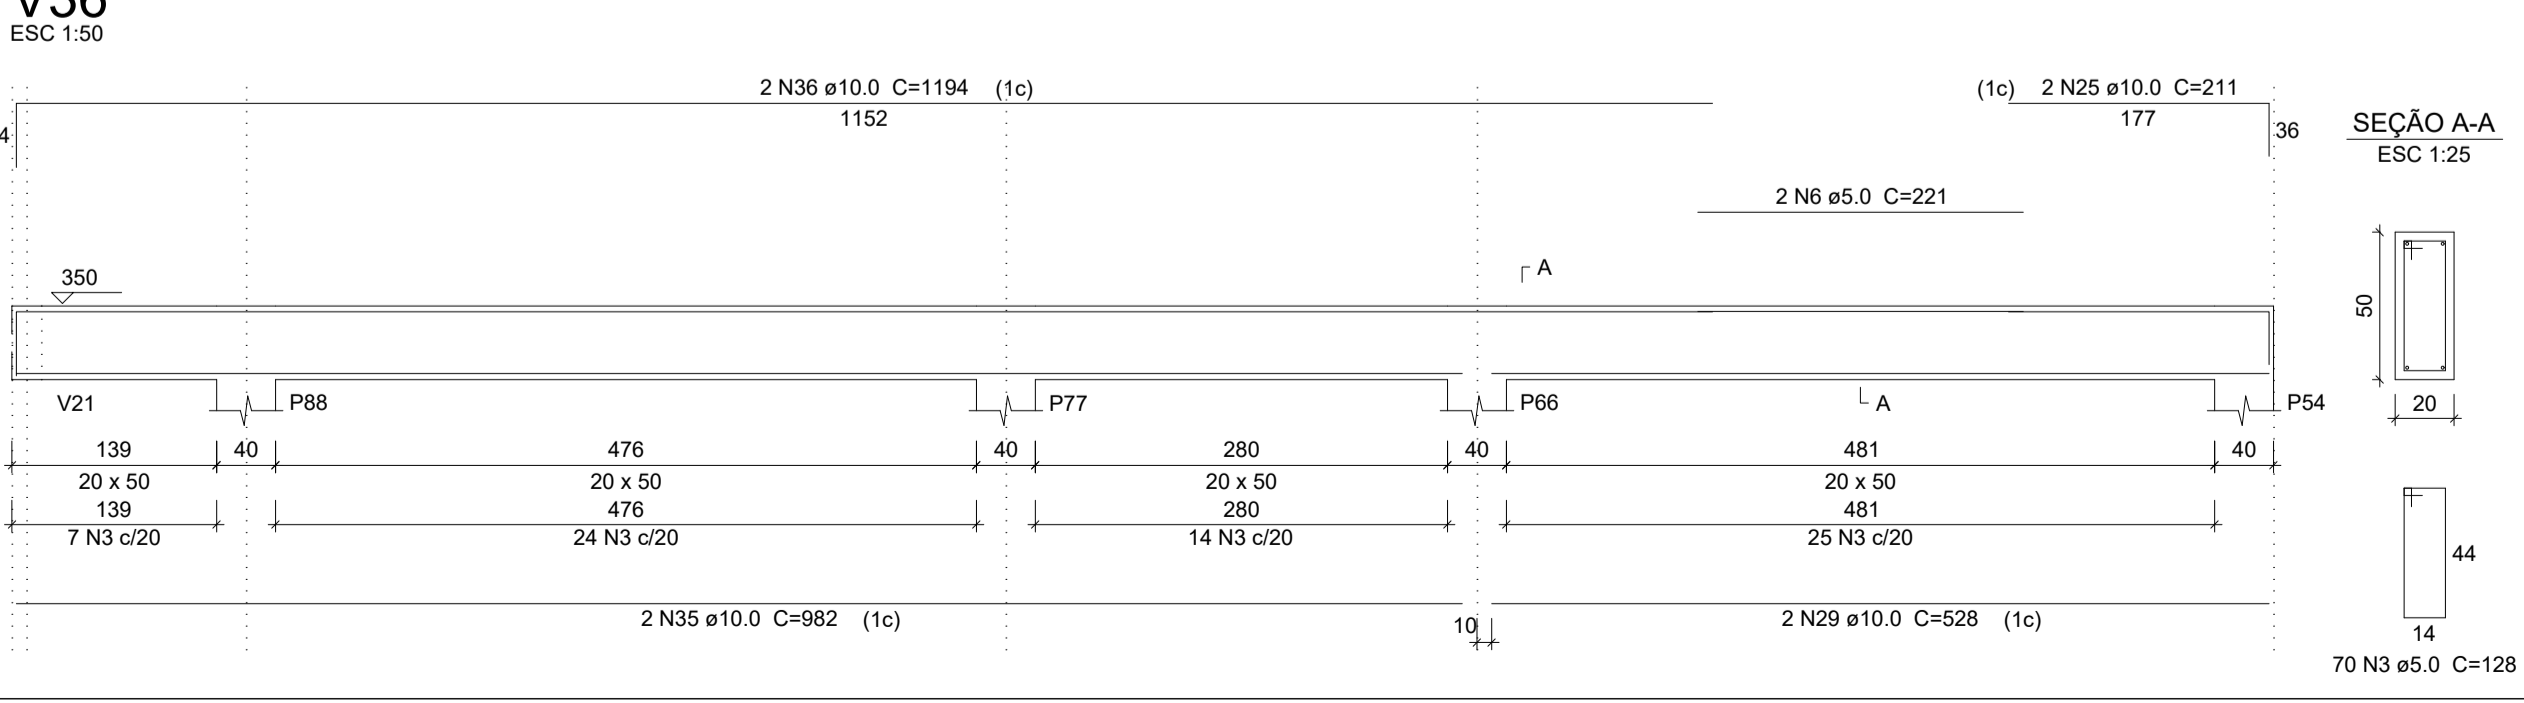 V36
ESC 1:50
2 N36 ø10.0 C=1194 (1c)
1152
(1c) 2 N25 ø10.0 C=211
177
4
36
SEÇÃO A-A
ESC 1:25
2 N6 ø5.0 C=221
A
350
50
20
V21
P88
P77
P66
A
P54
139 40 476 40 280 40 481 40
20 x 50 20 x 50 20 x 50 20 x 50
139 476 280 481
7 N3 c/20 24 N3 c/20 14 N3 c/20 25 N3 c/20
44
2 N35 ø10.0 C=982 (1c)
10
2 N29 ø10.0 C=528 (1c)
14
70 N3 ø5.0 C=128